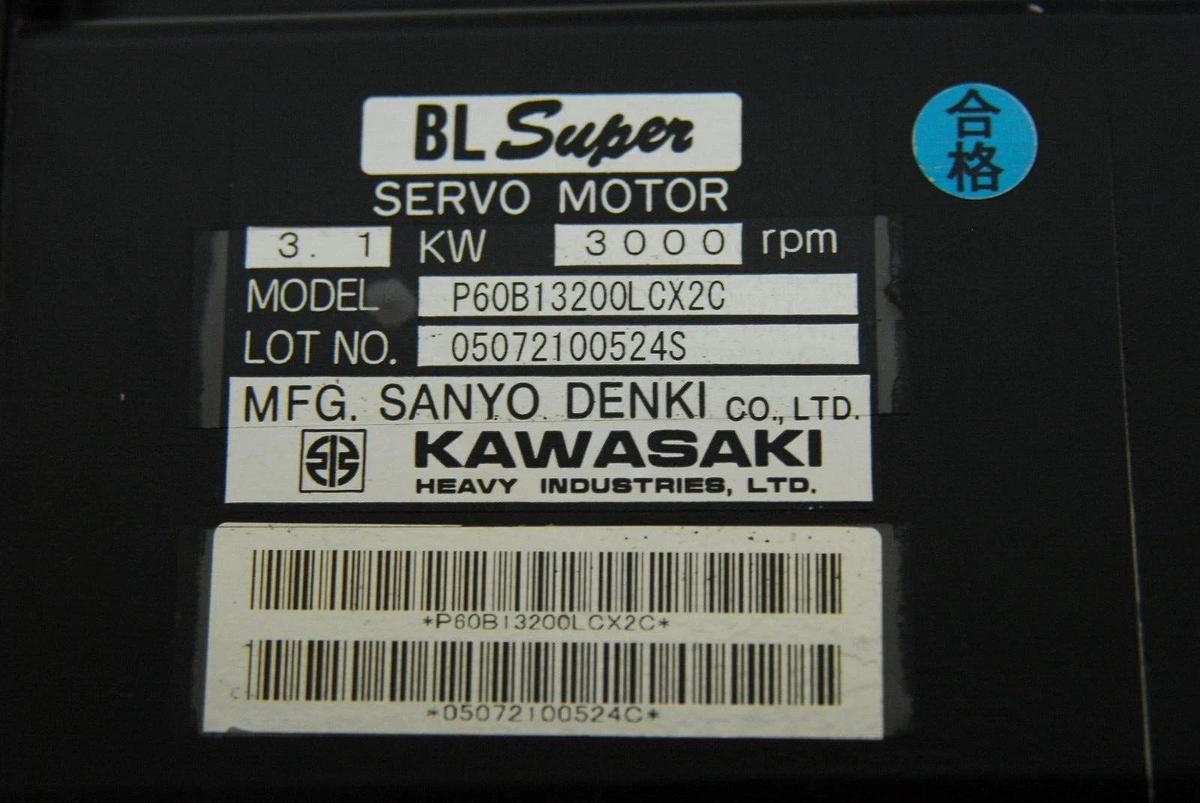 BL Super
SERVO MOTOR
合格
3.1 KW 3000 rpm
MODEL P60B13200LCX2C
LOT NO. 05072100524S
MFG. SANYO DENKI CO., LTD.
KAWASAKI
HEAVY INDUSTRIES, LTD.
*P60B13200LCX2C*
*05072100524C*